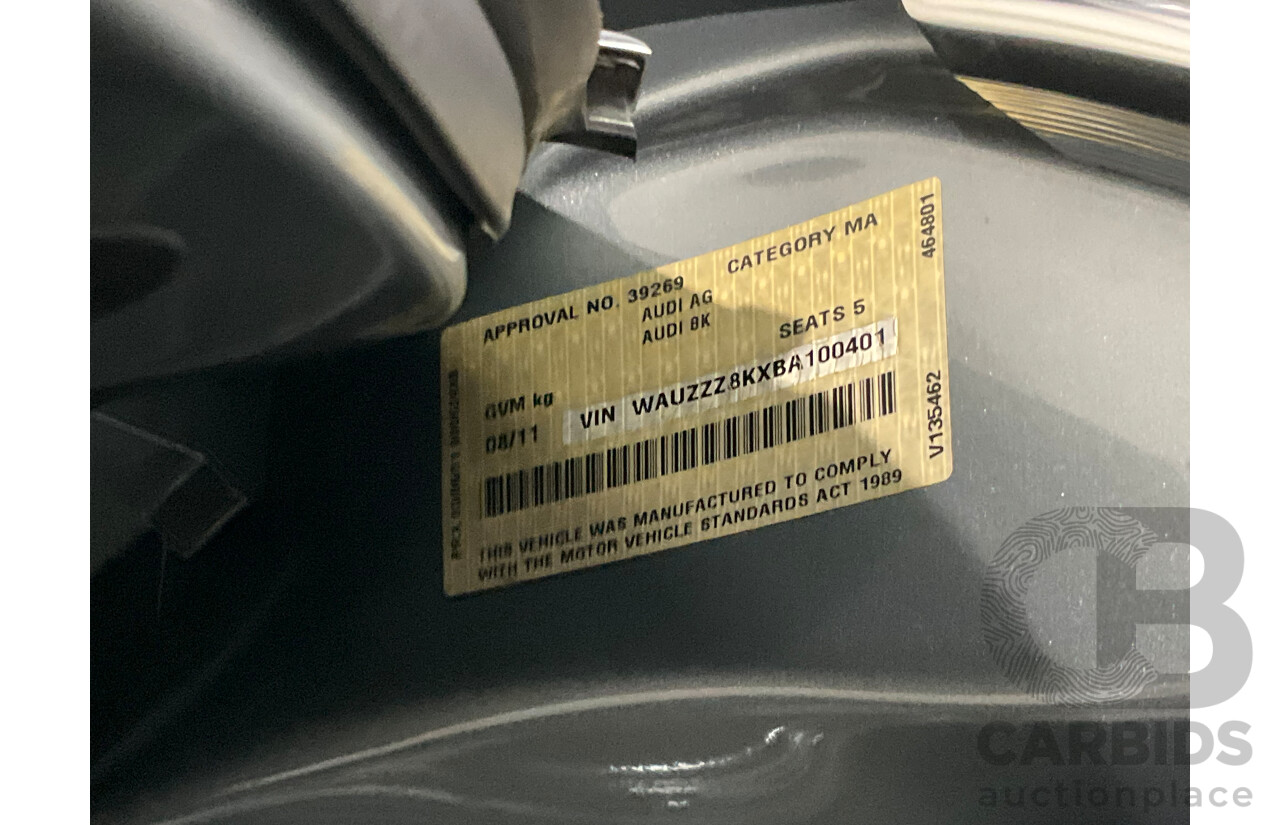 APPROVAL NO. 39269 CATEGORY MA
AUDI AG
AUDI 8K SEATS 5
GVM kg
08/11 VIN WAUZZZ8KXBA100401
THIS VEHICLE WAS MANUFACTURED TO COMPLY
WITH THE MOTOR VEHICLE STANDARDS ACT 1989
464801
V135462
CB
CARBIDS
auctionplace